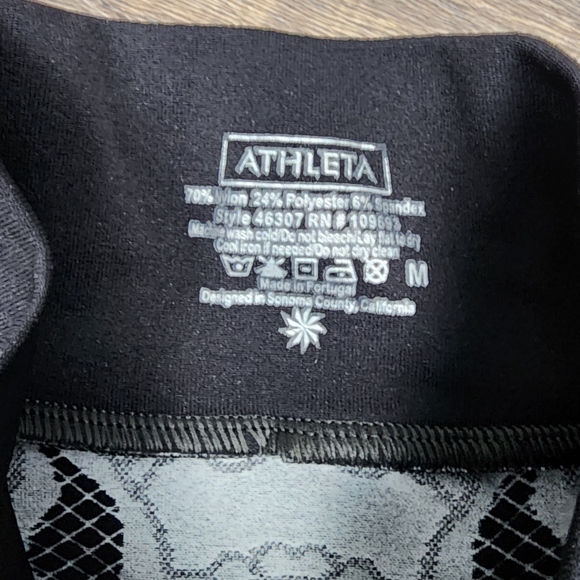 ATHLETA
70% Nylon 24% Polyester 6% Spandex
Style 46307 RN # 
Machine wash cold/Do not bleach/Lay flat to dry
Cool iron if needed/Do not dry clean
M
Made in Portugal
Designed in Sonoma County, California